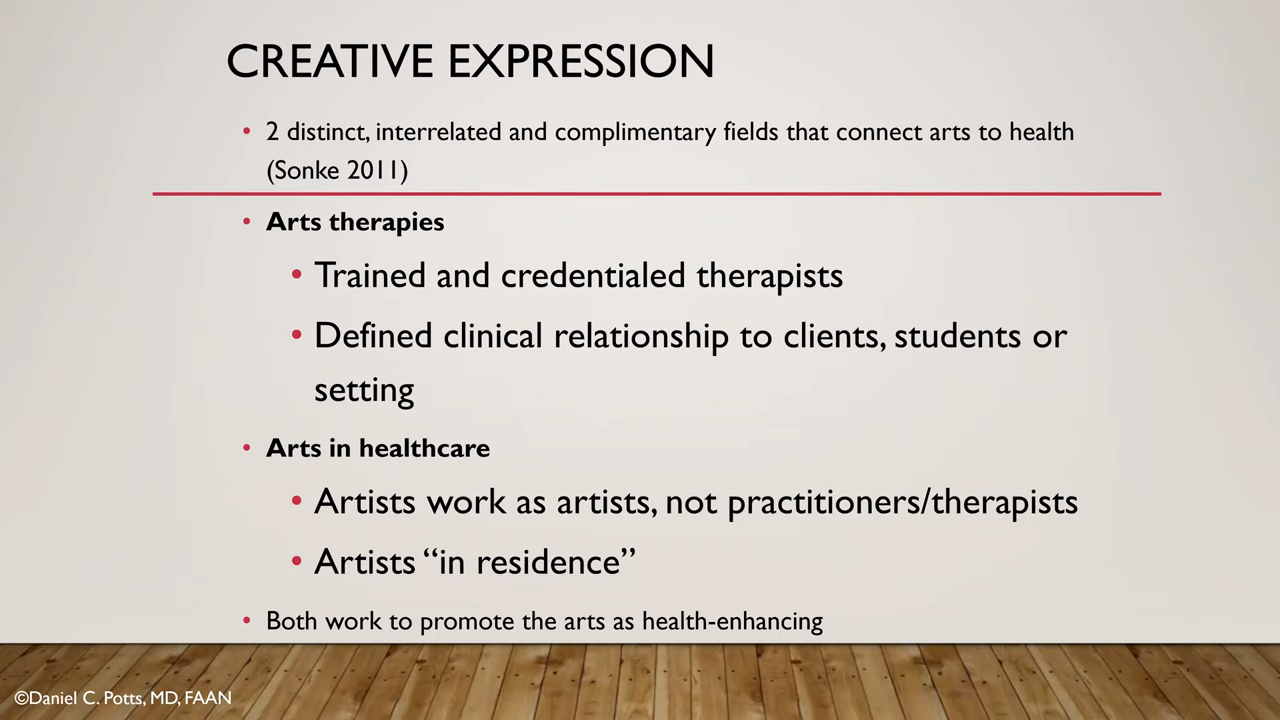 CREATIVE EXPRESSION
• 2 distinct, interrelated and complimentary fields that connect arts to health
(Sonke 2011)
• Arts therapies
• Trained and credentialed therapists
• Defined clinical relationship to clients, students or
setting
• Arts in healthcare
• Artists work as artists, not practitioners/therapists
• Artists “in residence”
• Both work to promote the arts as health-enhancing
©Daniel C. Potts, MD, FAAN